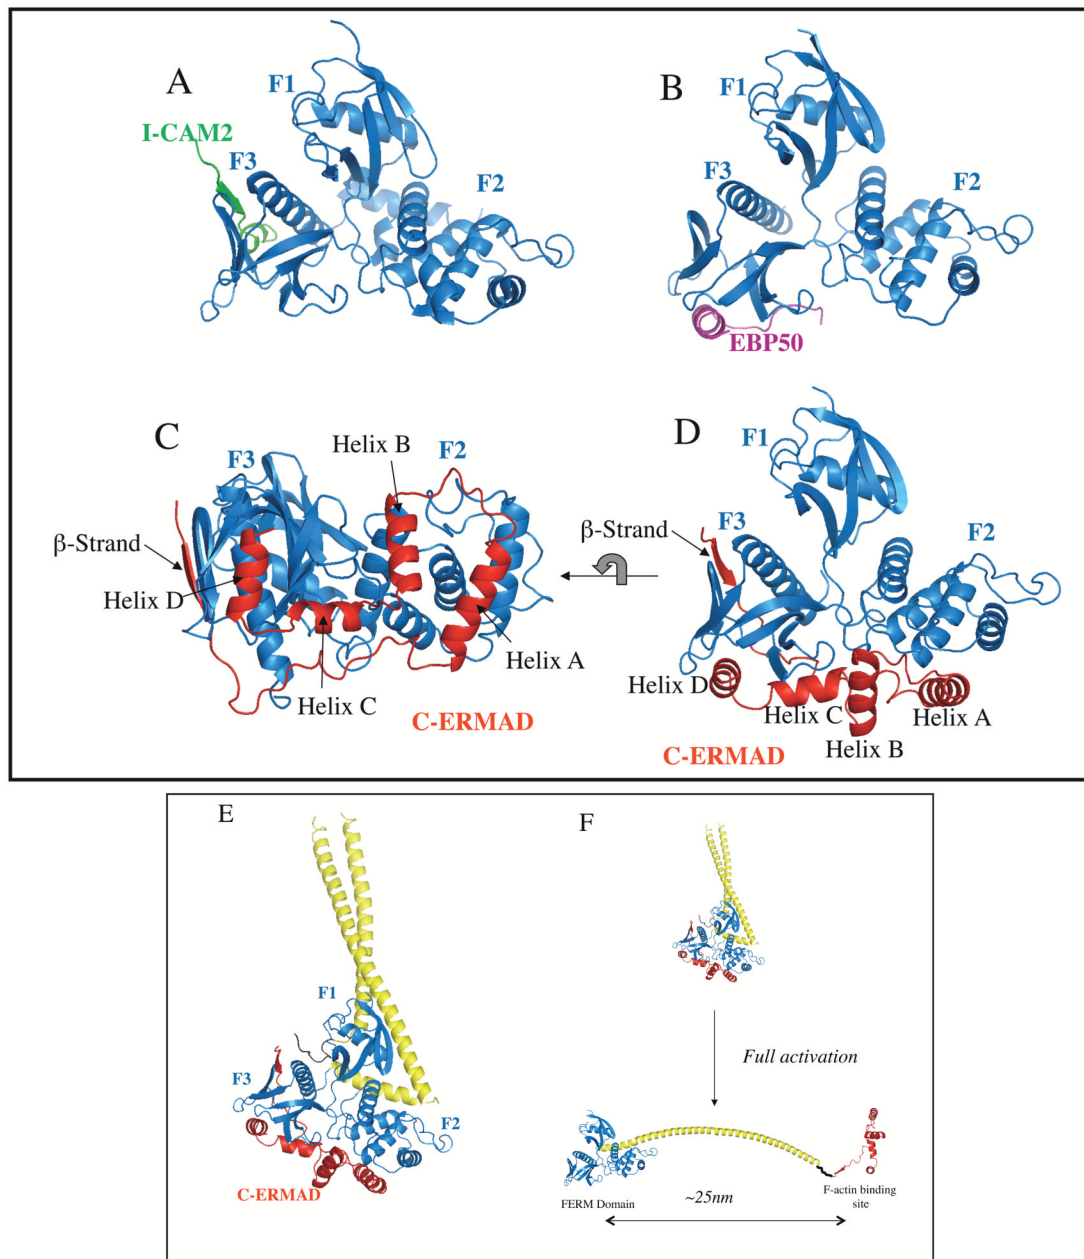 A
I-CAM2
F1
F3
F2
B
F1
F3
F2
EBP50
C
F3
Helix B
F2
β-Strand
Helix D
Helix C
Helix A
C-ERMAD
D
F1
F3
β-Strand
F2
Helix D
Helix C
Helix A
Helix B
C-ERMAD
E
F1
F3
F2
C-ERMAD
F
Full activation
FERM Domain
~25nm
F-actin binding
site